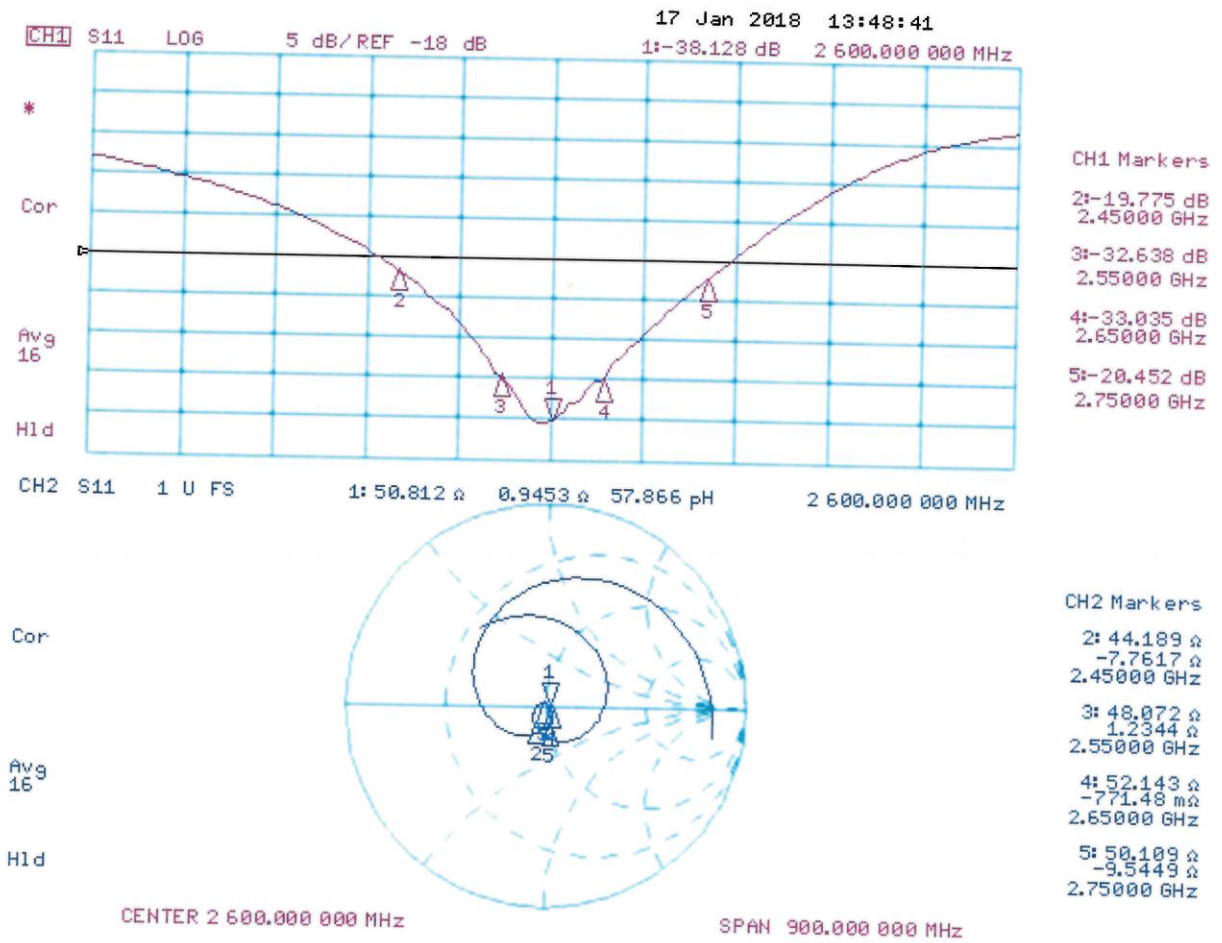 17 Jan 2018 13:48:41
CH1 S11 LOG 5 dB/REF -18 dB 1:-38.128 dB 2 600.000 000 MHz
*
CH1 Markers
2:-19.775 dB
2.45000 GHz
Cor
3:-32.638 dB
2.55000 GHz
2
5
4:-33.035 dB
2.65000 GHz
Avg
16
1
5:-20.452 dB
2.75000 GHz
3
4
Hld
CH2 S11 1 U FS 1: 50.812 Ω 0.9453 Ω 57.866 pH 2 600.000 000 MHz
CH2 Markers
Cor
2: 44.189 Ω
-7.7617 Ω
2.45000 GHz
1
3: 48.072 Ω
1.2344 Ω
2.55000 GHz
25
Avg
16
4: 52.143 Ω
-771.48 mΩ
2.65000 GHz
Hld
5: 50.109 Ω
-9.5449 Ω
2.75000 GHz
CENTER 2 600.000 000 MHz SPAN 900.000 000 MHz